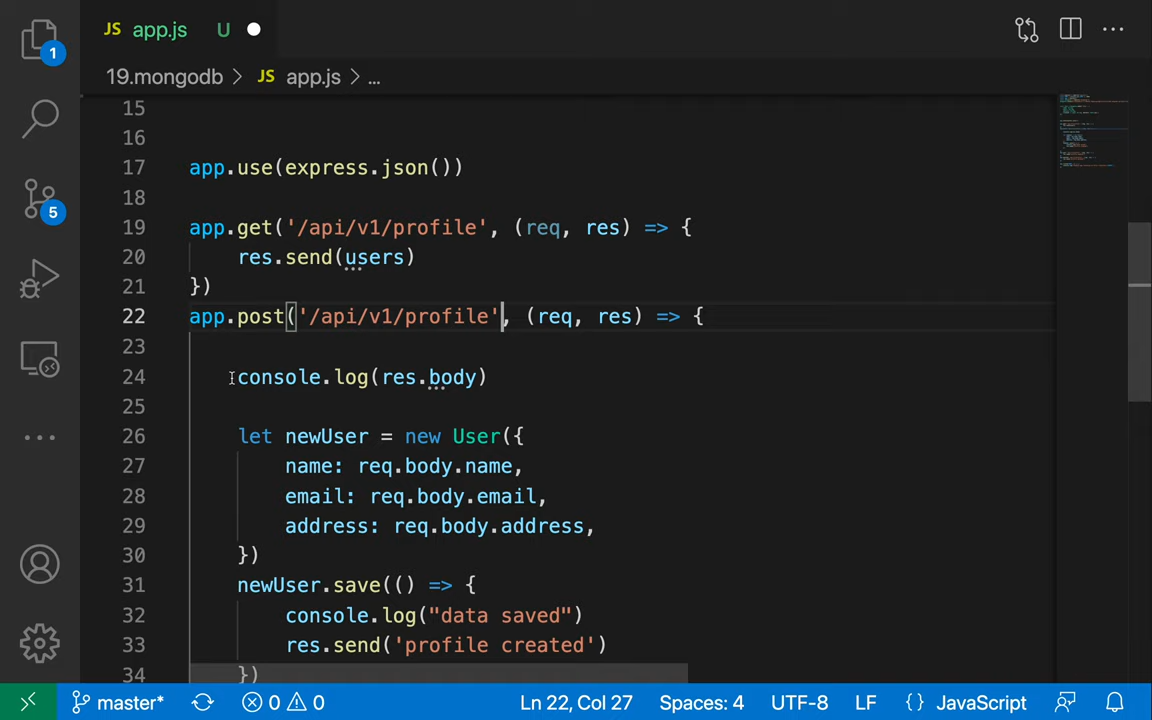 1
JS app.js U
19.mongodb > JS app.js > ...
15
16
17 app.use(express.json())
18
19 app.get('/api/v1/profile', (req, res) => {
20 res.send(users)
21 })
22 app.post('/api/v1/profile', (req, res) => {
23
24 console.log(res.body)
25
26 let newUser = new User({
27 name: req.body.name,
28 email: req.body.email,
29 address: req.body.address,
30 })
31 newUser.save(() => {
32 console.log("data saved")
33 res.send('profile created')
34 })
5
master* 0 0 Ln 22, Col 27 Spaces: 4 UTF-8 LF {} JavaScript